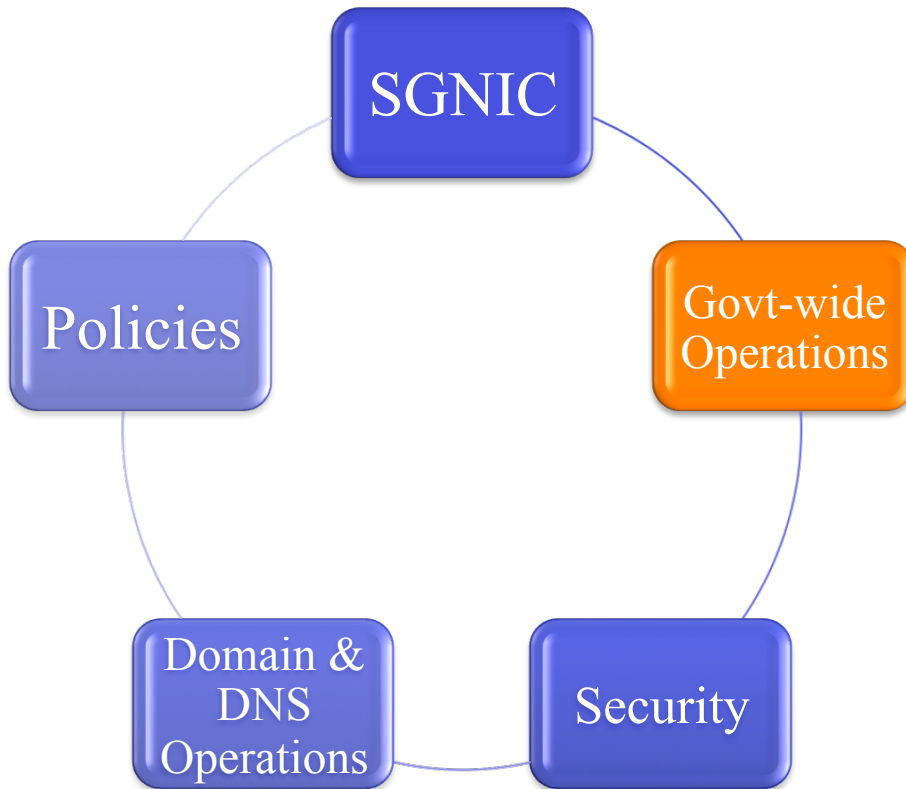 SGNIC
Govt-wide
Operations
Security
Domain &
DNS
Operations
Policies